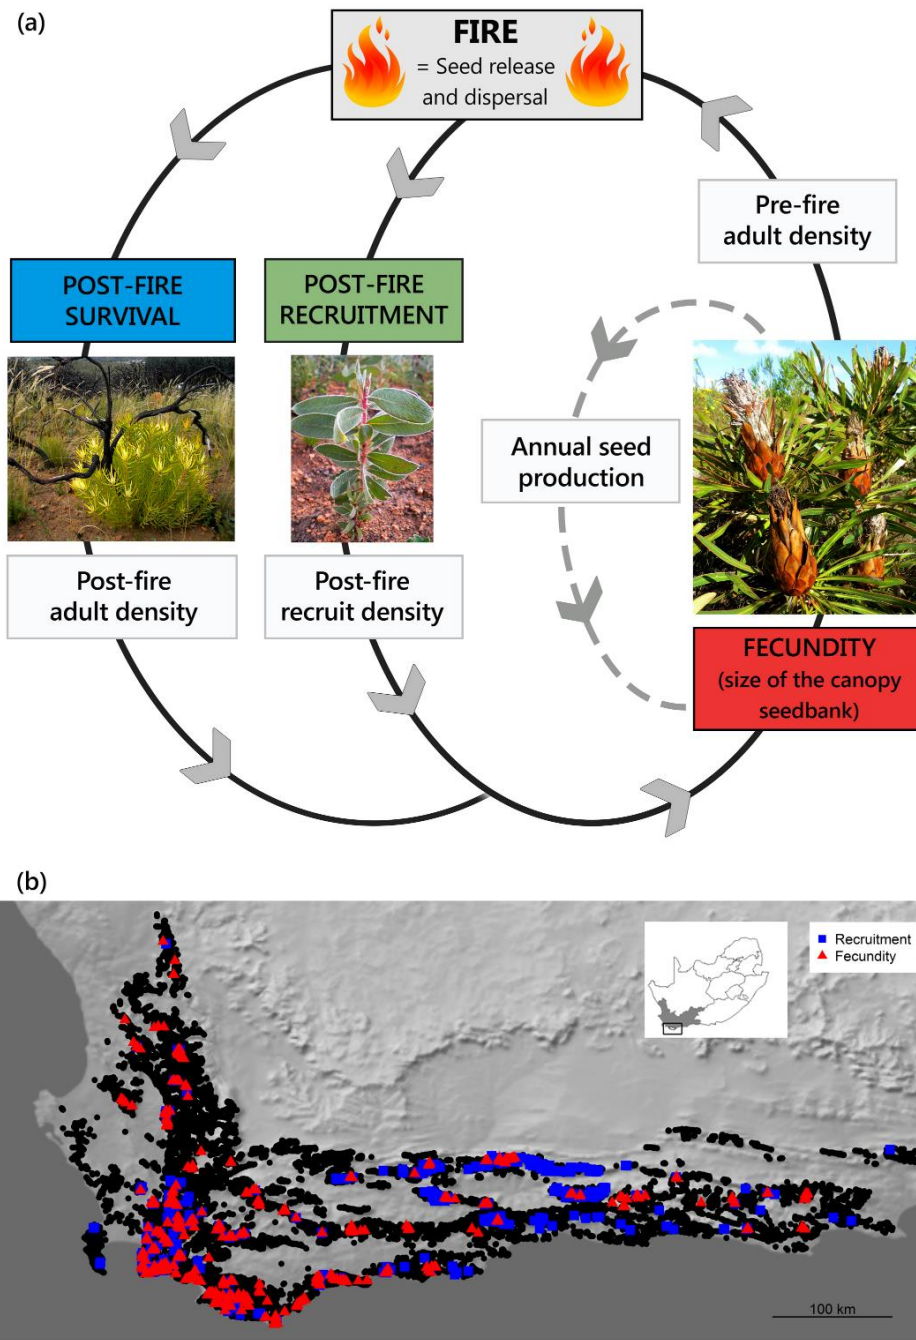 (a)
FIRE
= Seed release
and dispersal
Pre-fire
adult density
POST-FIRE
SURVIVAL
POST-FIRE
RECRUITMENT
Annual seed
production
Post-fire
adult density
Post-fire
recruit density
FECUNDITY
(size of the canopy
seedbank)
(b)
Recruitment
Fecundity
100 km